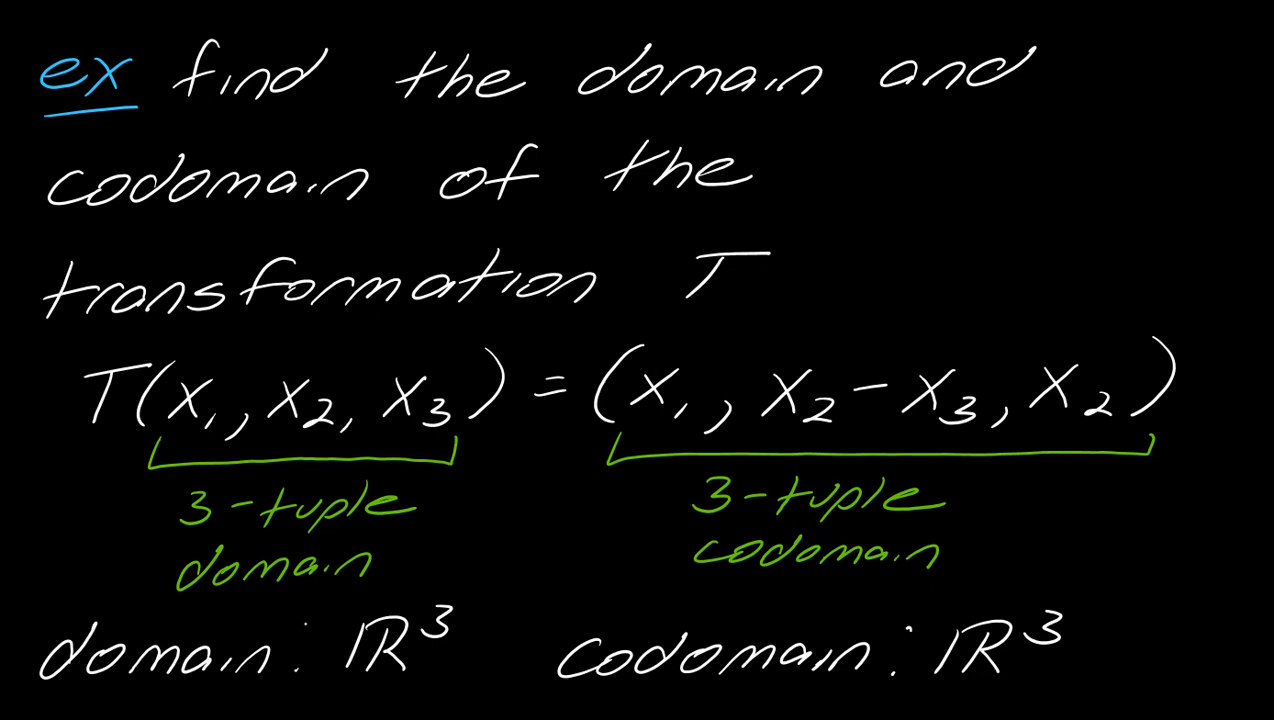 ex find the domain and
codomain of the
transformation T
T(x₁, x₂, x₃) = (x₁, x₂ - x₃, x₂)
3-tuple 3-tuple
domain codomain
domain: ℝ³ codomain: ℝ³